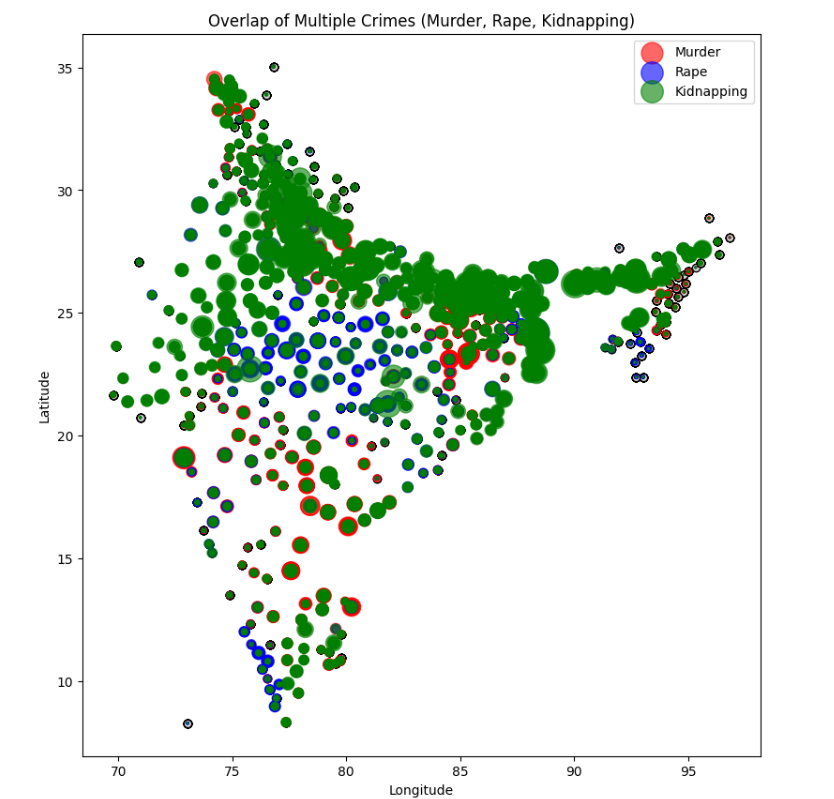 Overlap of Multiple Crimes (Murder, Rape, Kidnapping)
Murder
Rape
Kidnapping
35
30
25
20
15
10
Latitude
70 75 80 85 90 95
Longitude